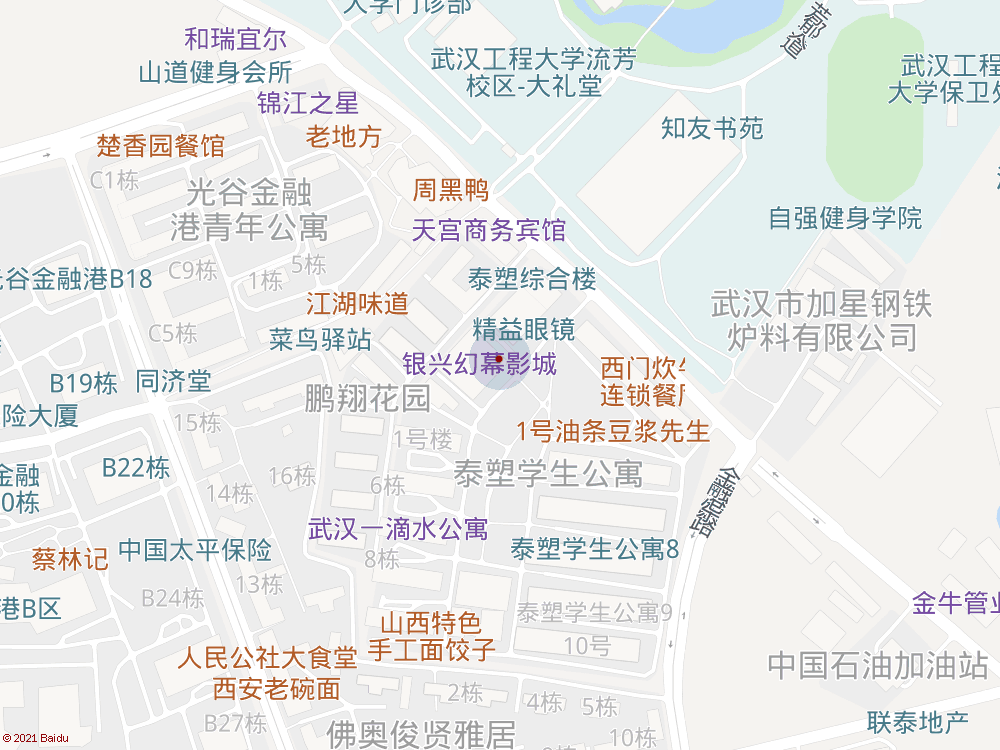 大学门诊部
和瑞宜尔
山道健身会所
武汉工程大学流芳
校区-大礼堂
武汉工程
大学保卫处
锦江之星
老地方
知友书苑
楚香园餐馆
C1栋
光谷金融
港青年公寓
周黑鸭
天宫商务宾馆
自强健身学院
C9栋
1栋
5栋
光谷金融港B18
泰塑综合楼
江湖味道
武汉市加星钢铁
炉料有限公司
C5栋
菜鸟驿站
精益眼镜
银兴幻幕影城
西门炊牛
连锁餐厅
B19栋
同济堂
鹏翔花园
险大厦
15栋
1号楼
1号油条豆浆先生
B22栋
16栋
6栋
泰塑学生公寓
金融
0栋
14栋
金融港路
武汉一滴水公寓
蔡林记
中国太平保险
8栋
泰塑学生公寓8
13栋
B24栋
港B区
金牛管业
山西特色
手工面饺子
泰塑学生公寓9
10号
人民公社大食堂
西安老碗面
中国石油加油站
2栋
4栋
5栋
B27栋
佛奥俊贤雅居
10栋
联泰地产
© 2021 Baidu